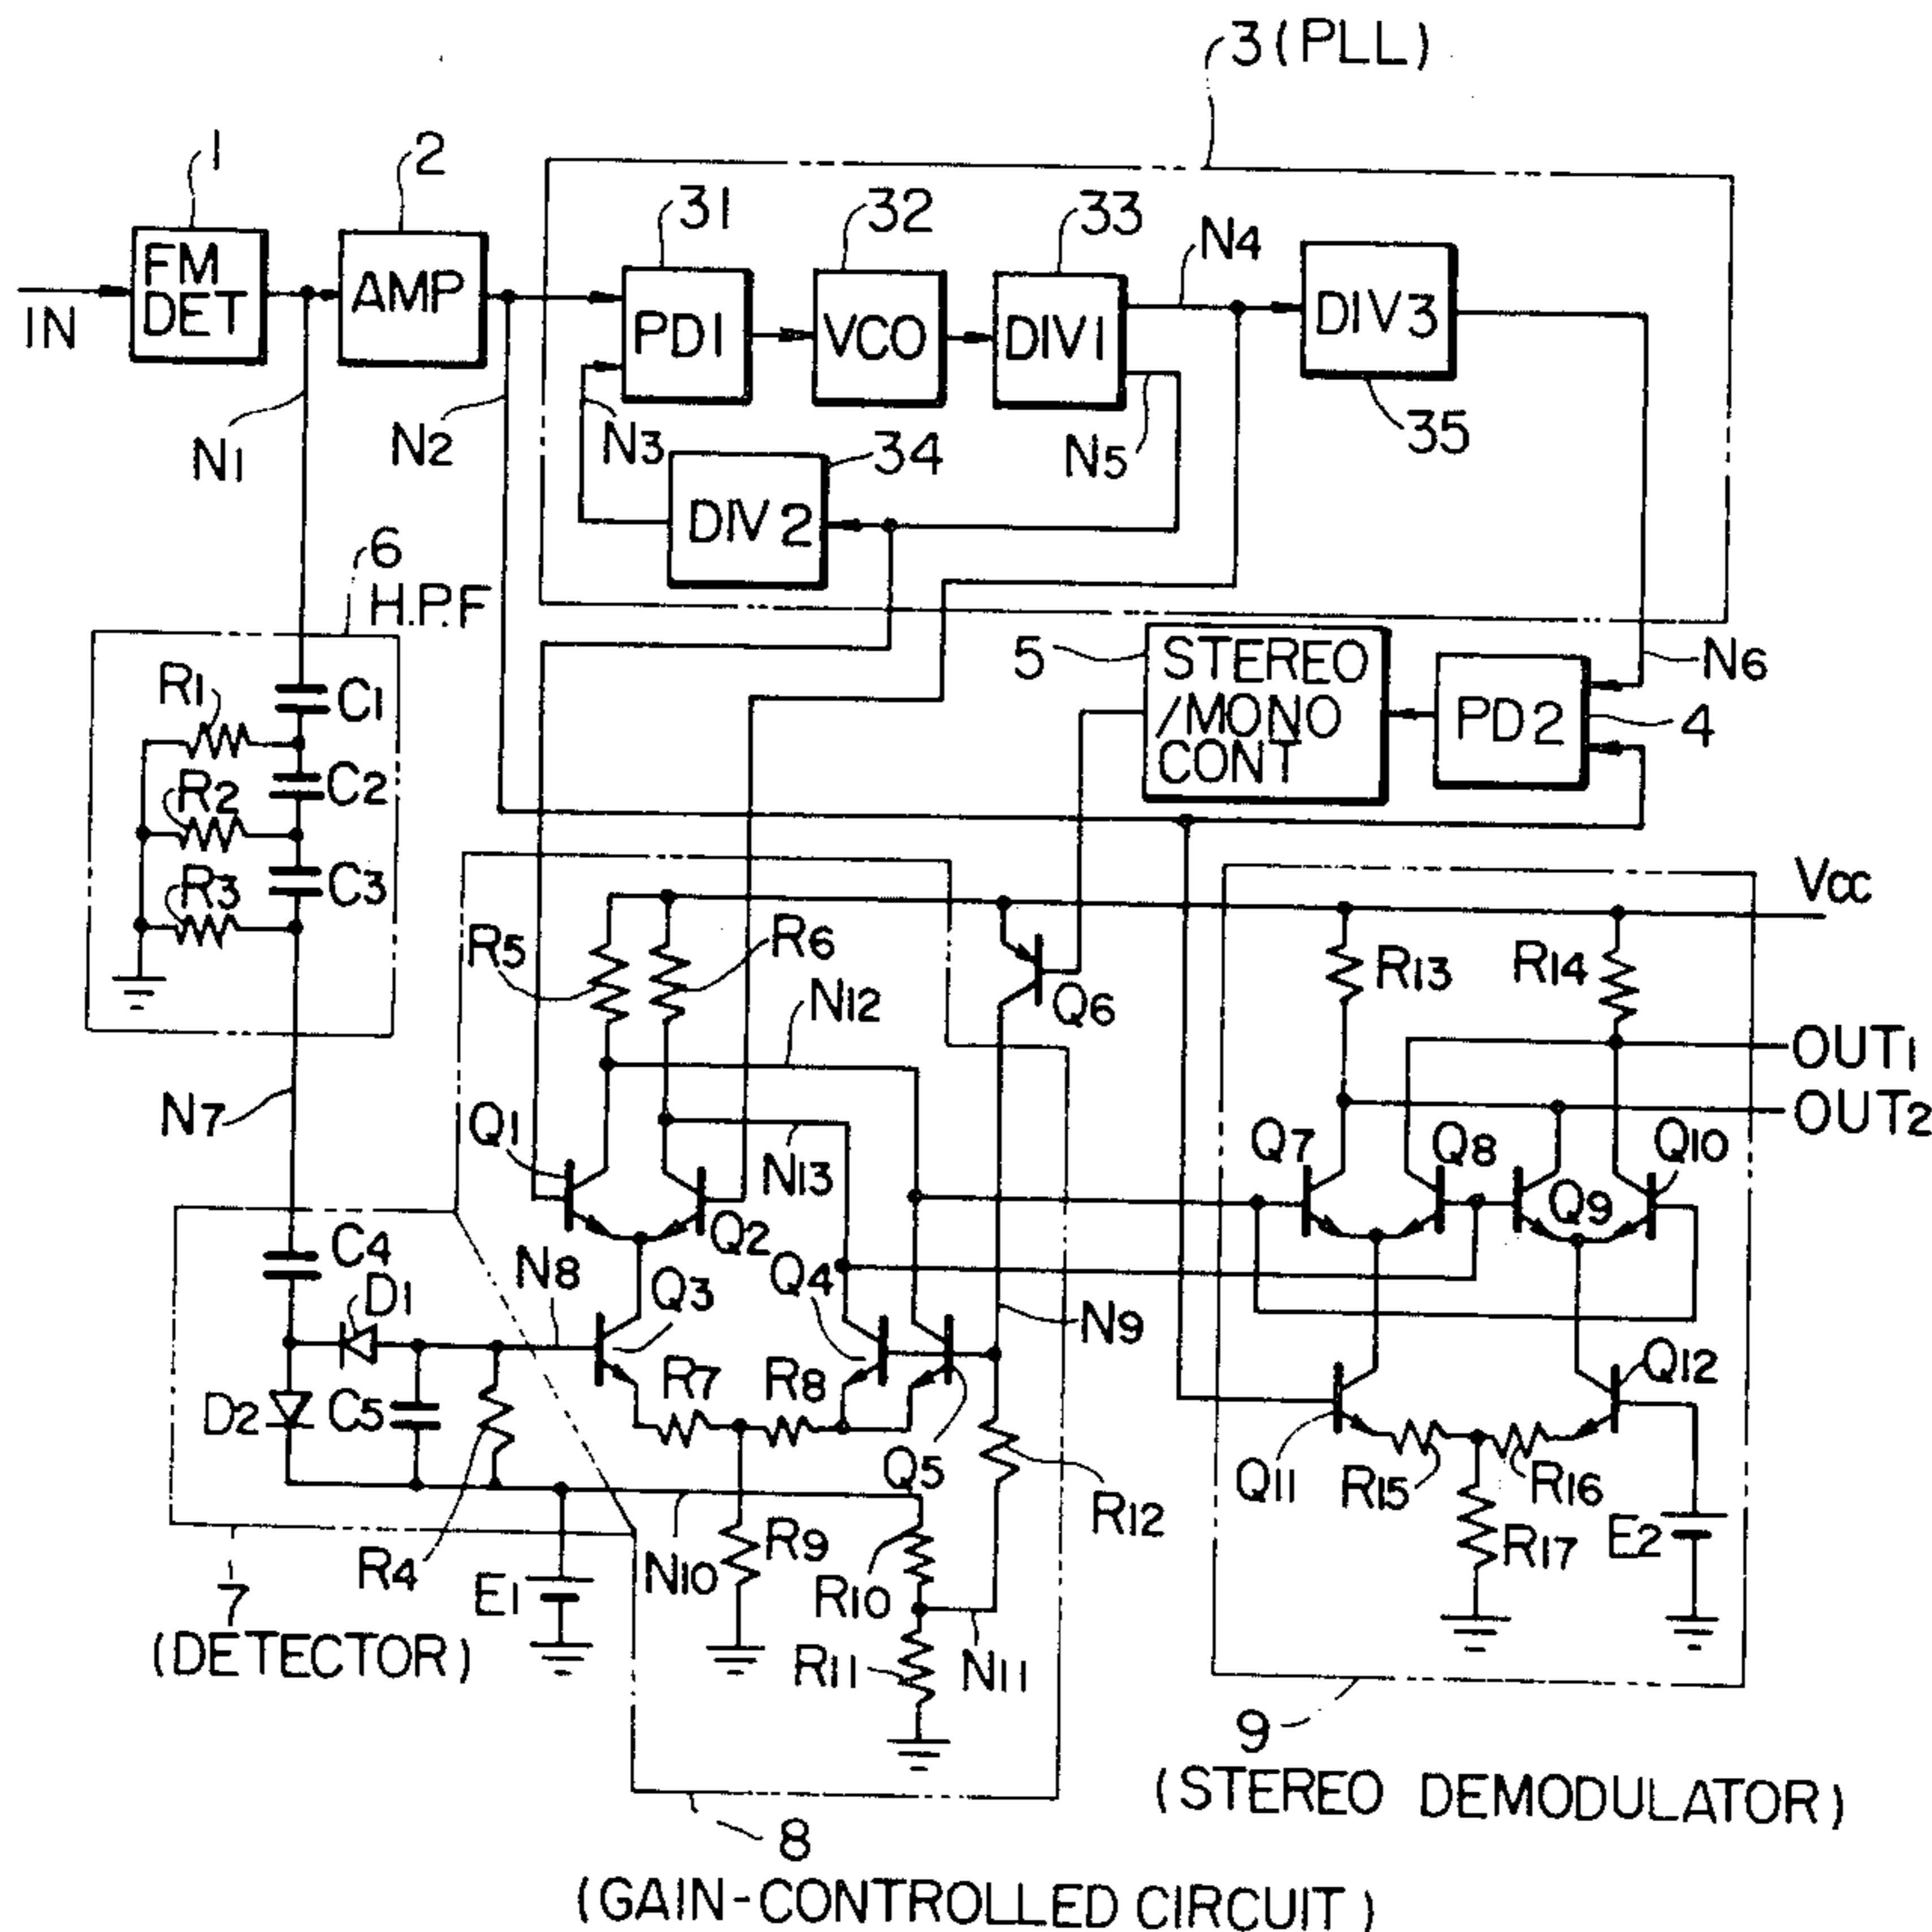 3 (PLL)
1
2
31
32
33
N4
FM
DET
AMP
IN
PD1
VCO
DIV1
DIV3
35
N1
N2
N3
34
N5
DIV2
6
H.P.F
5
STEREO
/MONO
CONT
PD2
N6
4
R1
C1
R2
C2
R3
C3
Vcc
R5
R6
N12
Q6
R13
R14
OUT1
OUT2
N7
Q1
Q2
N13
Q7
Q8
Q9
Q10
C4
D1
N8
Q3
Q4
N9
Q12
D2
C5
R7
R8
Q5
R12
Q11
R15
R16
R4
E1
N10
R9
R10
R17
E2
7
(DETECTOR)
R11
N11
9
(STEREO DEMODULATOR)
8
(GAIN-CONTROLLED CIRCUIT)